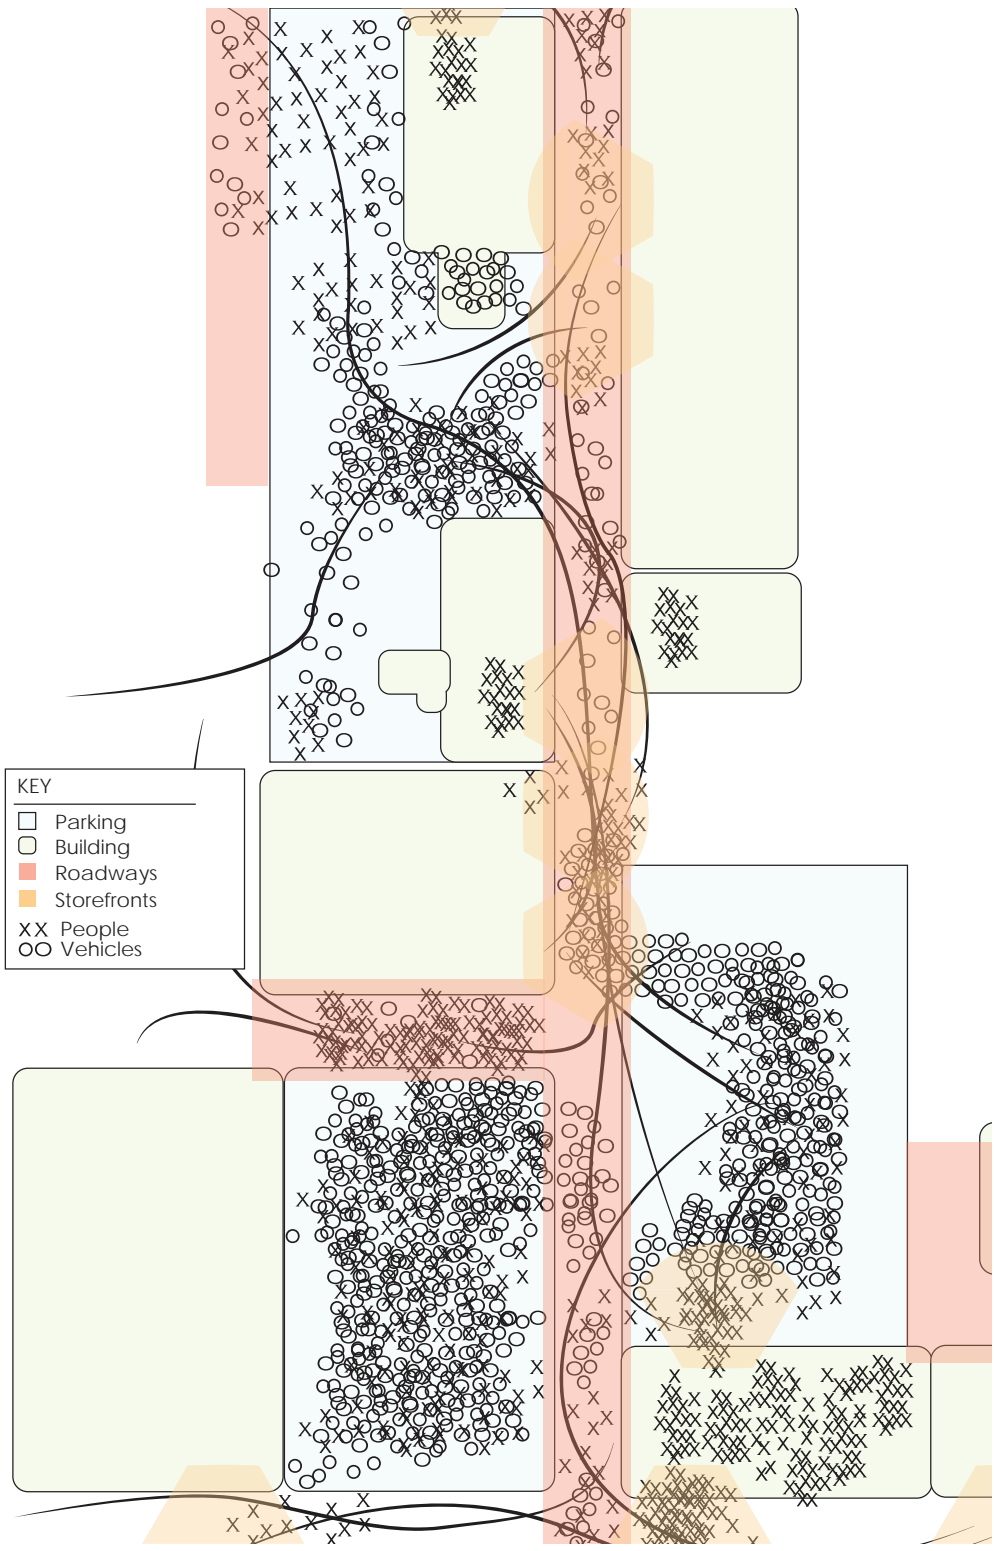 KEY
Parking
Building
Roadways
Storefronts
XX People
OO Vehicles